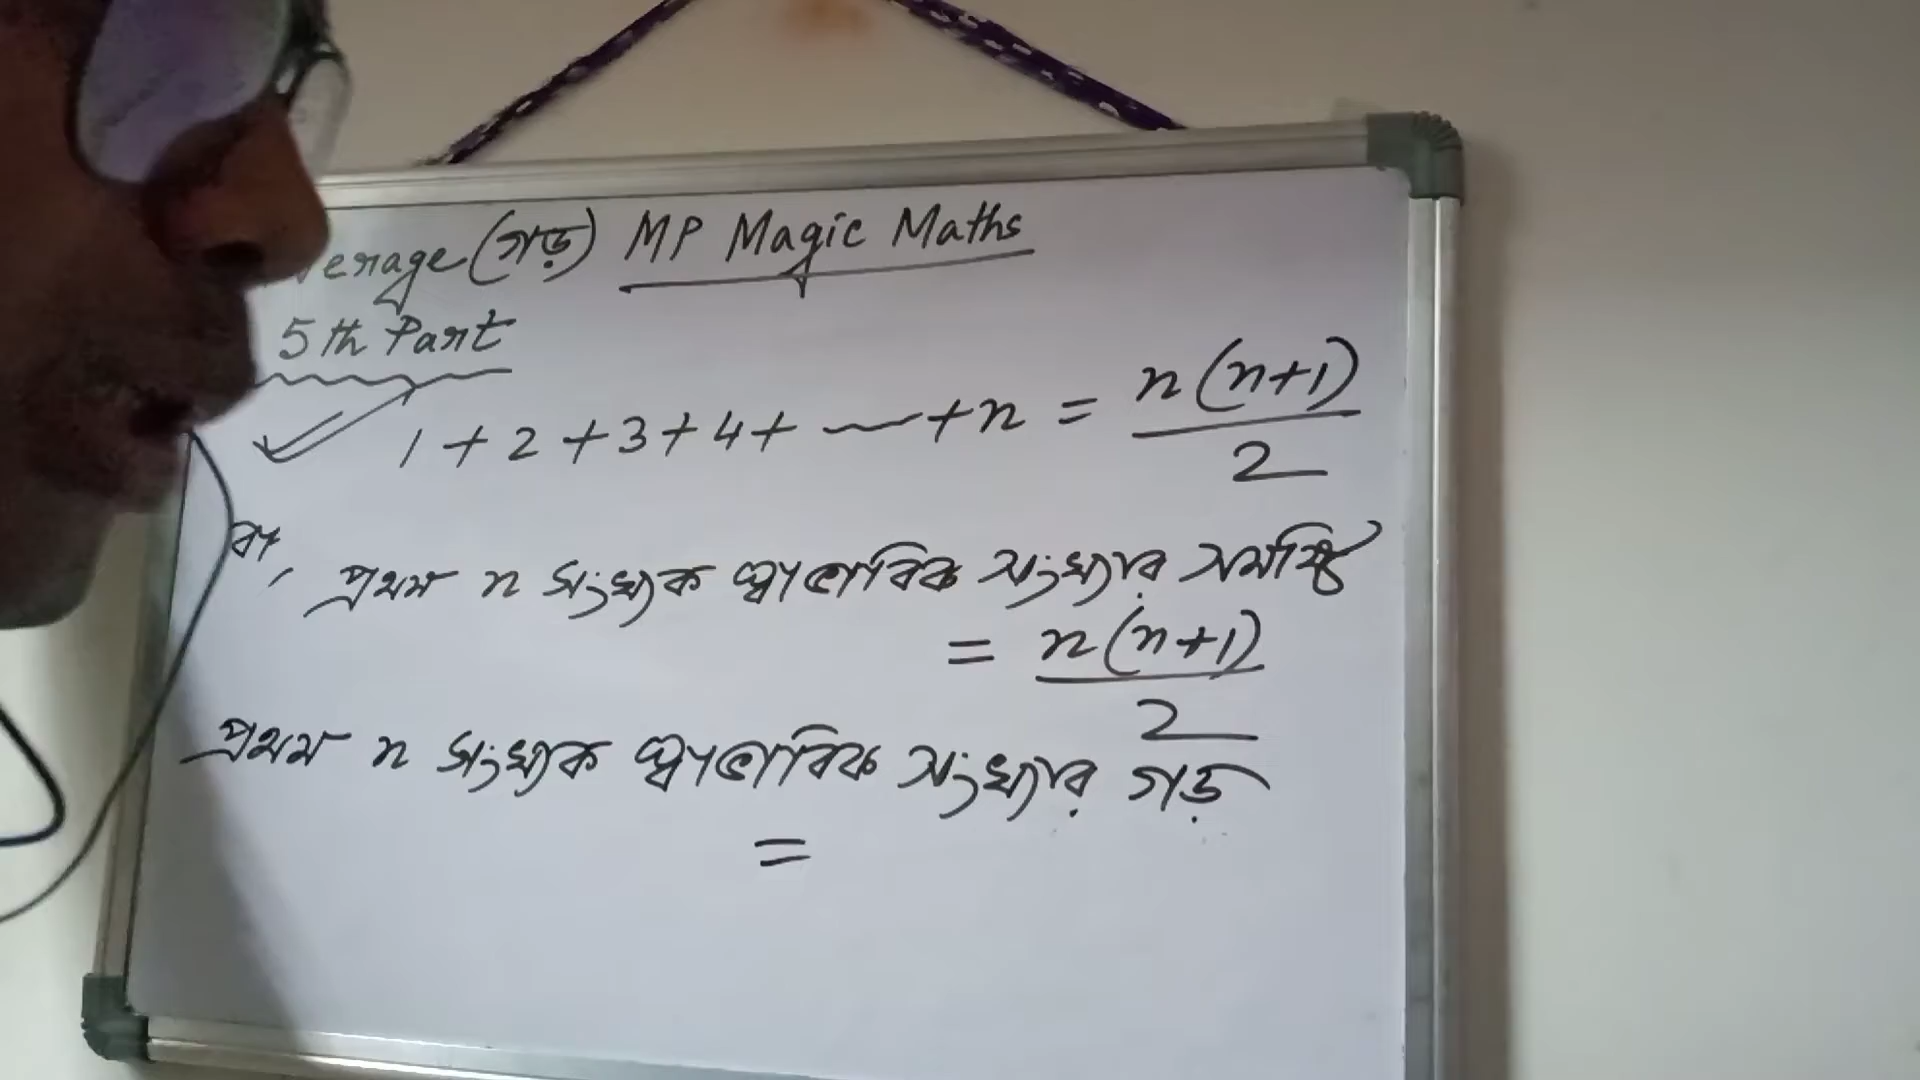 verage (গড়) MP Magic Maths
5th Part
1 + 2 + 3 + 4 + ~ + n = n(n+1)/2
বা, প্রথম n সংখ্যক স্বাভাবিক সংখ্যার সমষ্টি
= n(n+1)/2
প্রথম n সংখ্যক স্বাভাবিক সংখ্যার গড়
=